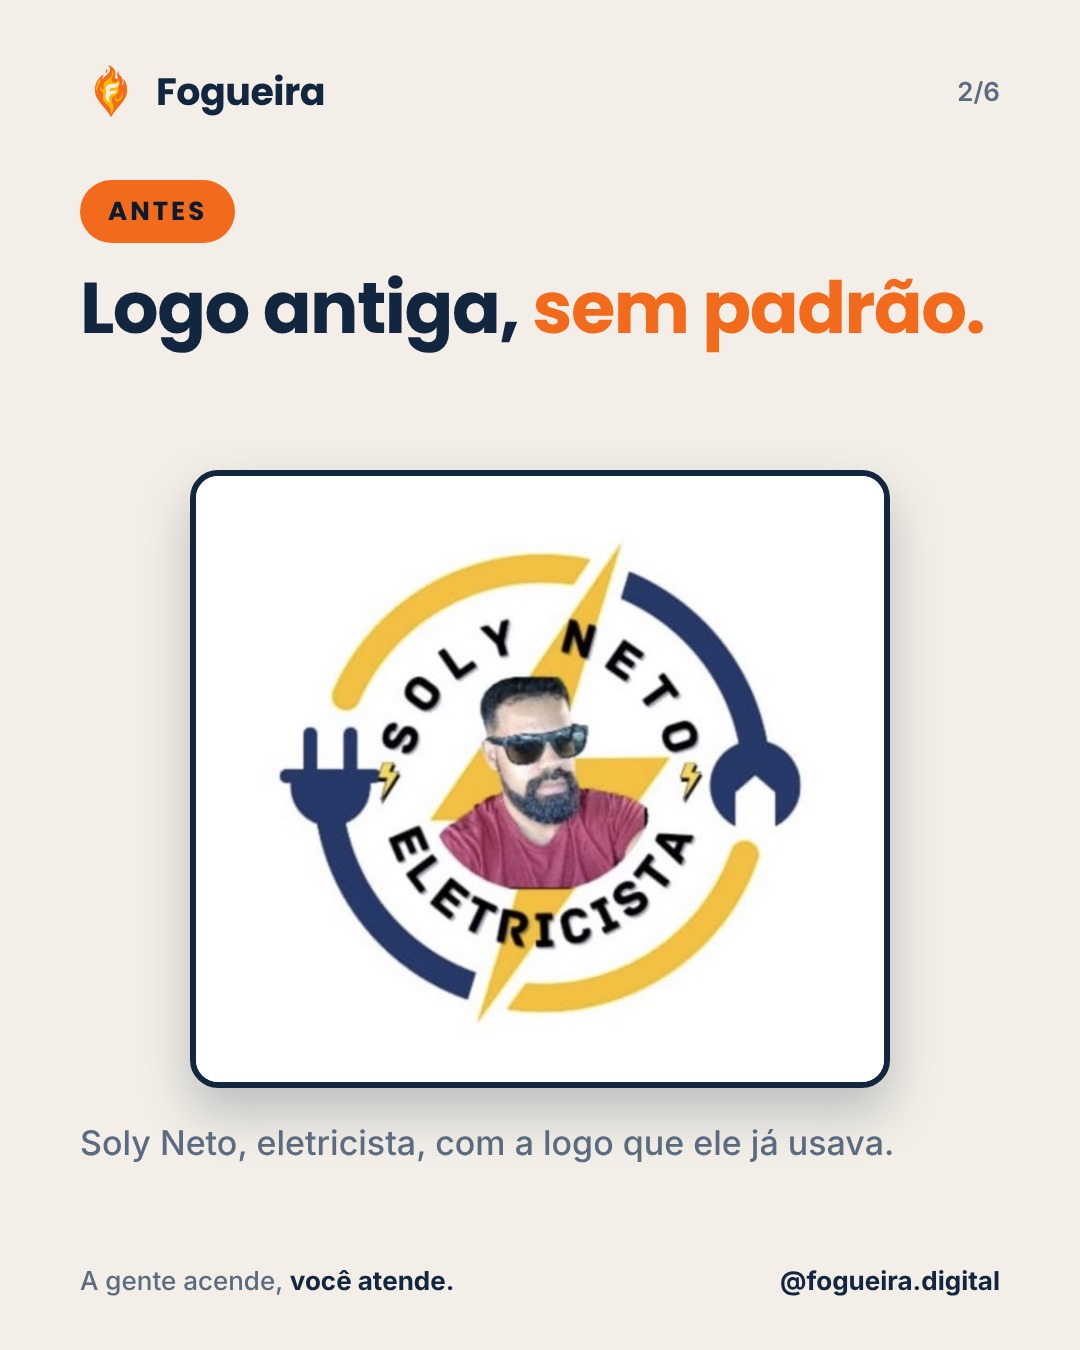 Fogueira
2/6
ANTES
Logo antiga, sem padrão.
SOLY NETO
ELETRICISTA
Soly Neto, eletricista, com a logo que ele já usava.
A gente acende, você atende.
@fogueira.digital